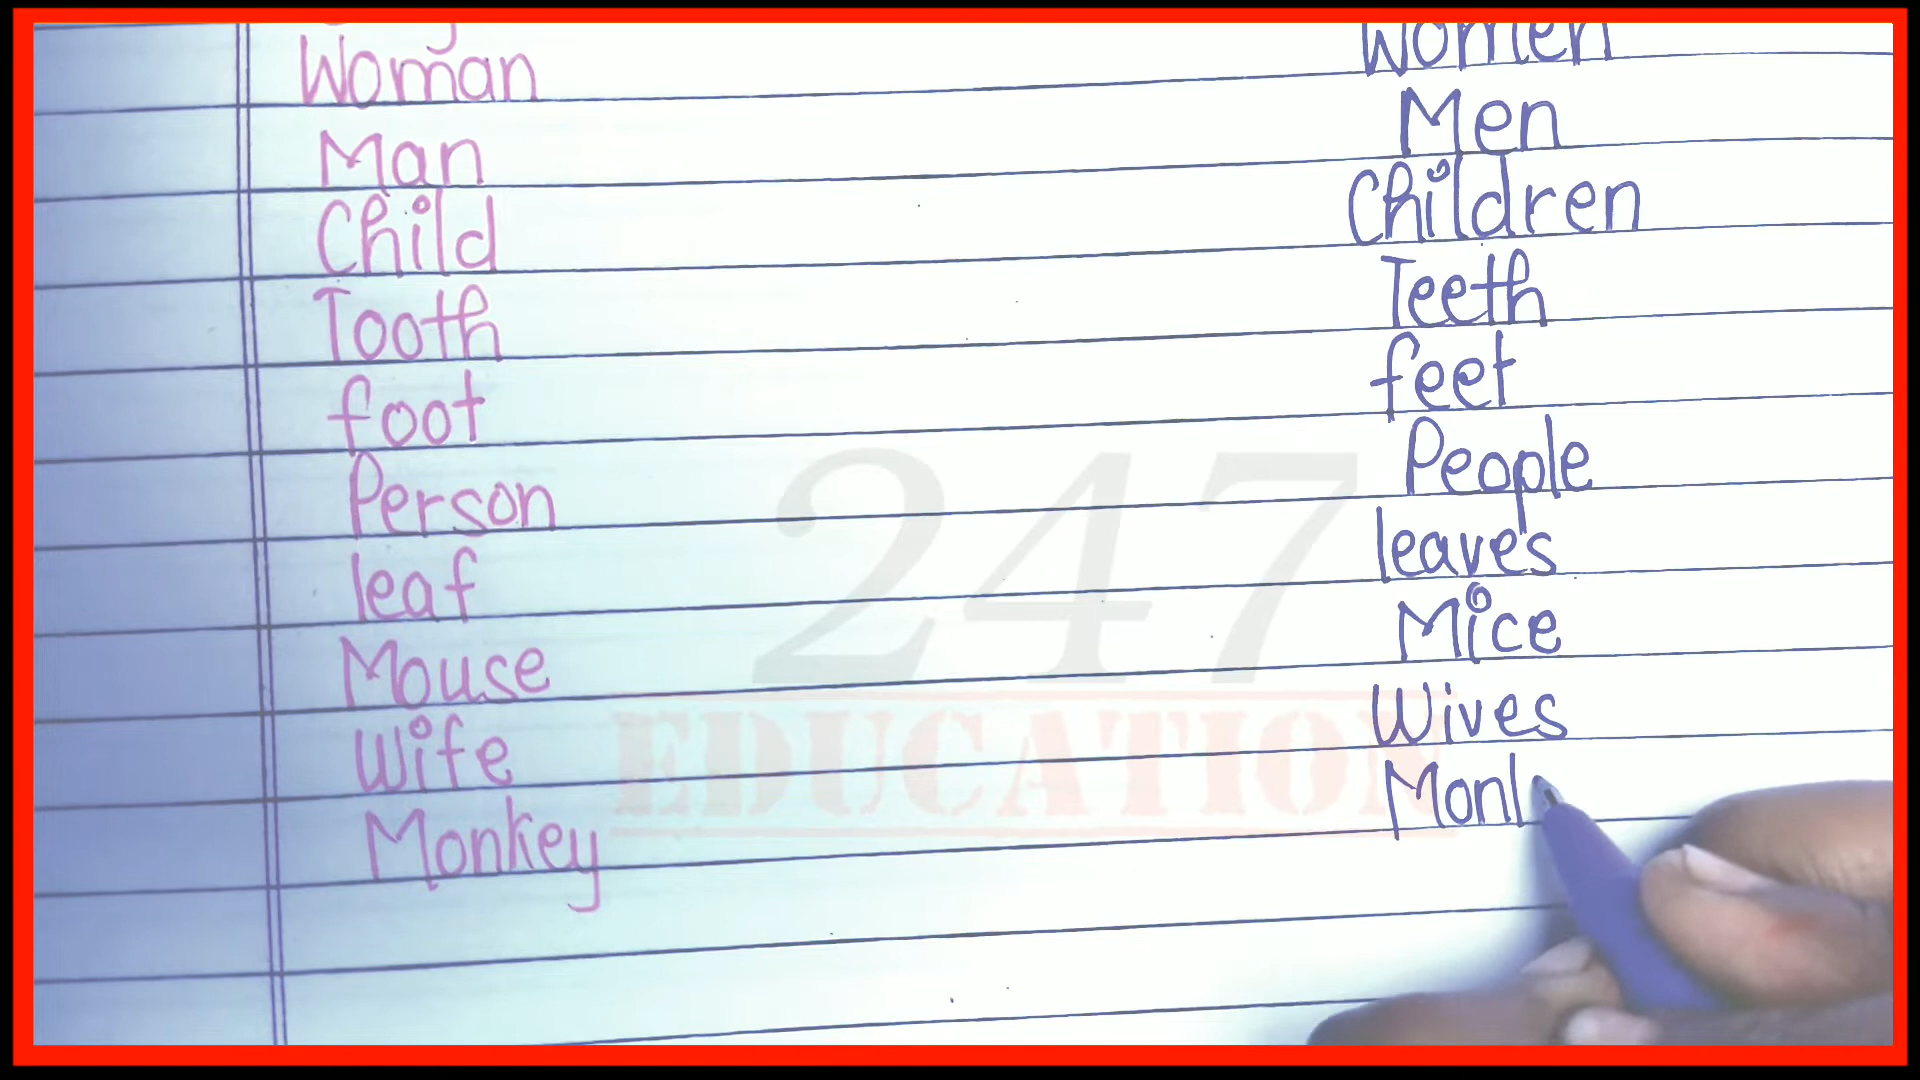 Woman Women
Man Men
Child Children
Tooth Teeth
foot feet
Person People
leaf leaves
Mouse Mice
Wife Wives
Monkey Monl
247
EDUCATION